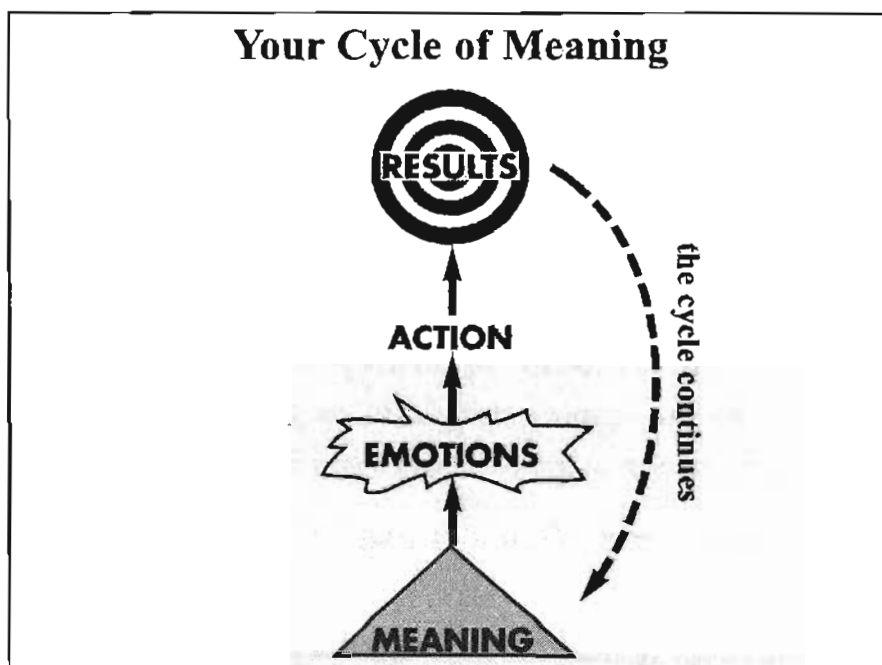 Your Cycle of Meaning
RESULTS
ACTION
EMOTIONS
MEANING
the cycle continues